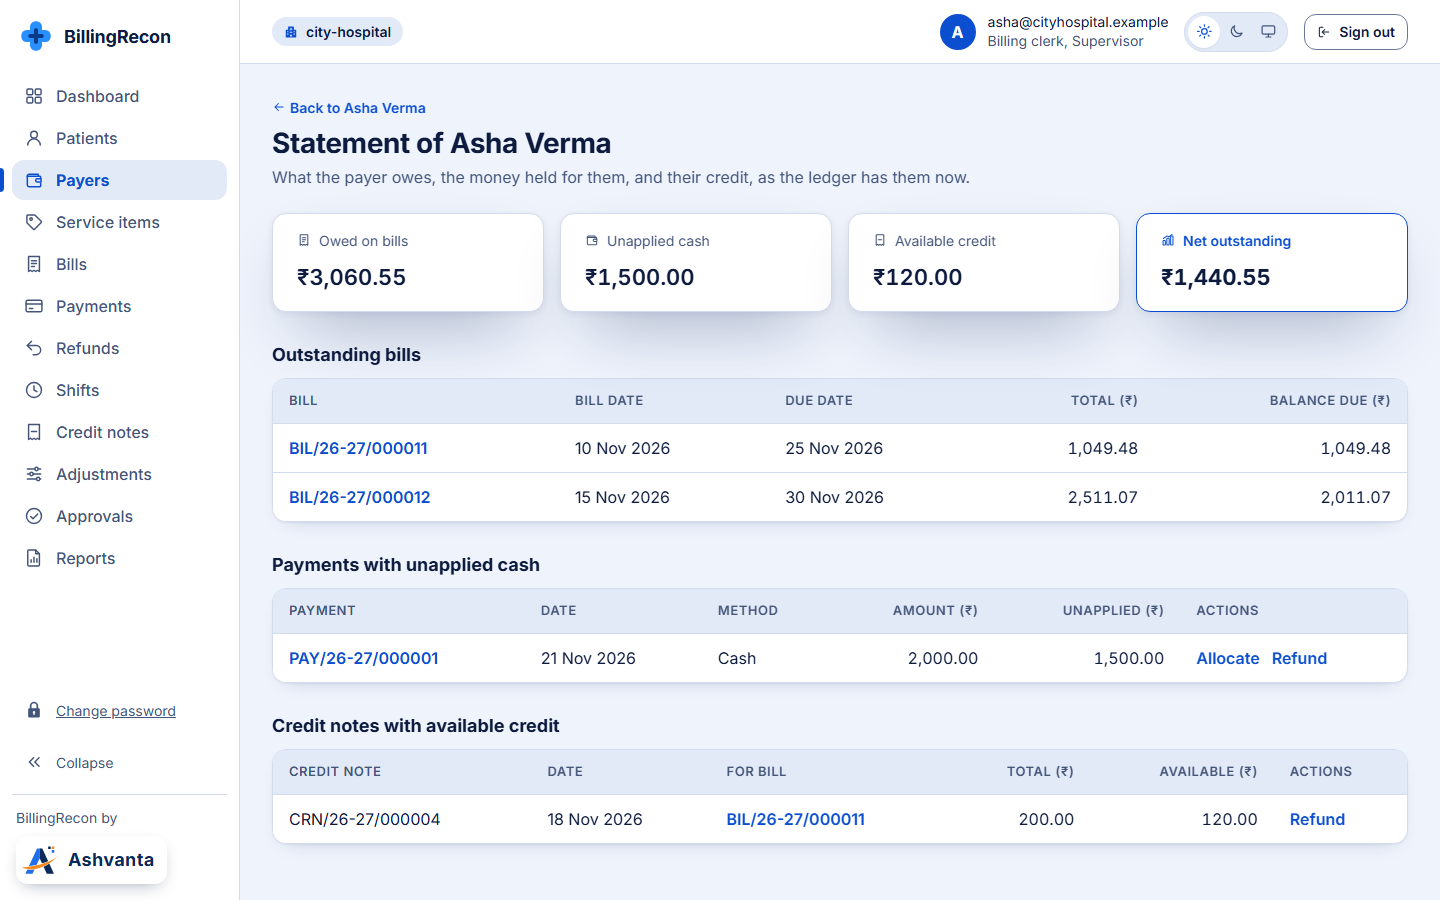 BillingRecon
city-hospital
A
asha@cityhospital.example
Billing clerk, Supervisor
Sign out
Dashboard
Patients
Payers
Service items
Bills
Payments
Refunds
Shifts
Credit notes
Adjustments
Approvals
Reports
Change password
Collapse
BillingRecon by
Ashvanta
Back to Asha Verma
Statement of Asha Verma
What the payer owes, the money held for them, and their credit, as the ledger has them now.
Owed on bills
₹3,060.55
Unapplied cash
₹1,500.00
Available credit
₹120.00
Net outstanding
₹1,440.55
Outstanding bills
BILL BILL DATE DUE DATE TOTAL (₹) BALANCE DUE (₹)
BIL/26-27/000011 10 Nov 2026 25 Nov 2026 1,049.48 1,049.48
BIL/26-27/000012 15 Nov 2026 30 Nov 2026 2,511.07 2,011.07
Payments with unapplied cash
PAYMENT DATE METHOD AMOUNT (₹) UNAPPLIED (₹) ACTIONS
PAY/26-27/000001 21 Nov 2026 Cash 2,000.00 1,500.00 Allocate Refund
Credit notes with available credit
CREDIT NOTE DATE FOR BILL TOTAL (₹) AVAILABLE (₹) ACTIONS
CRN/26-27/000004 18 Nov 2026 BIL/26-27/000011 200.00 120.00 Refund